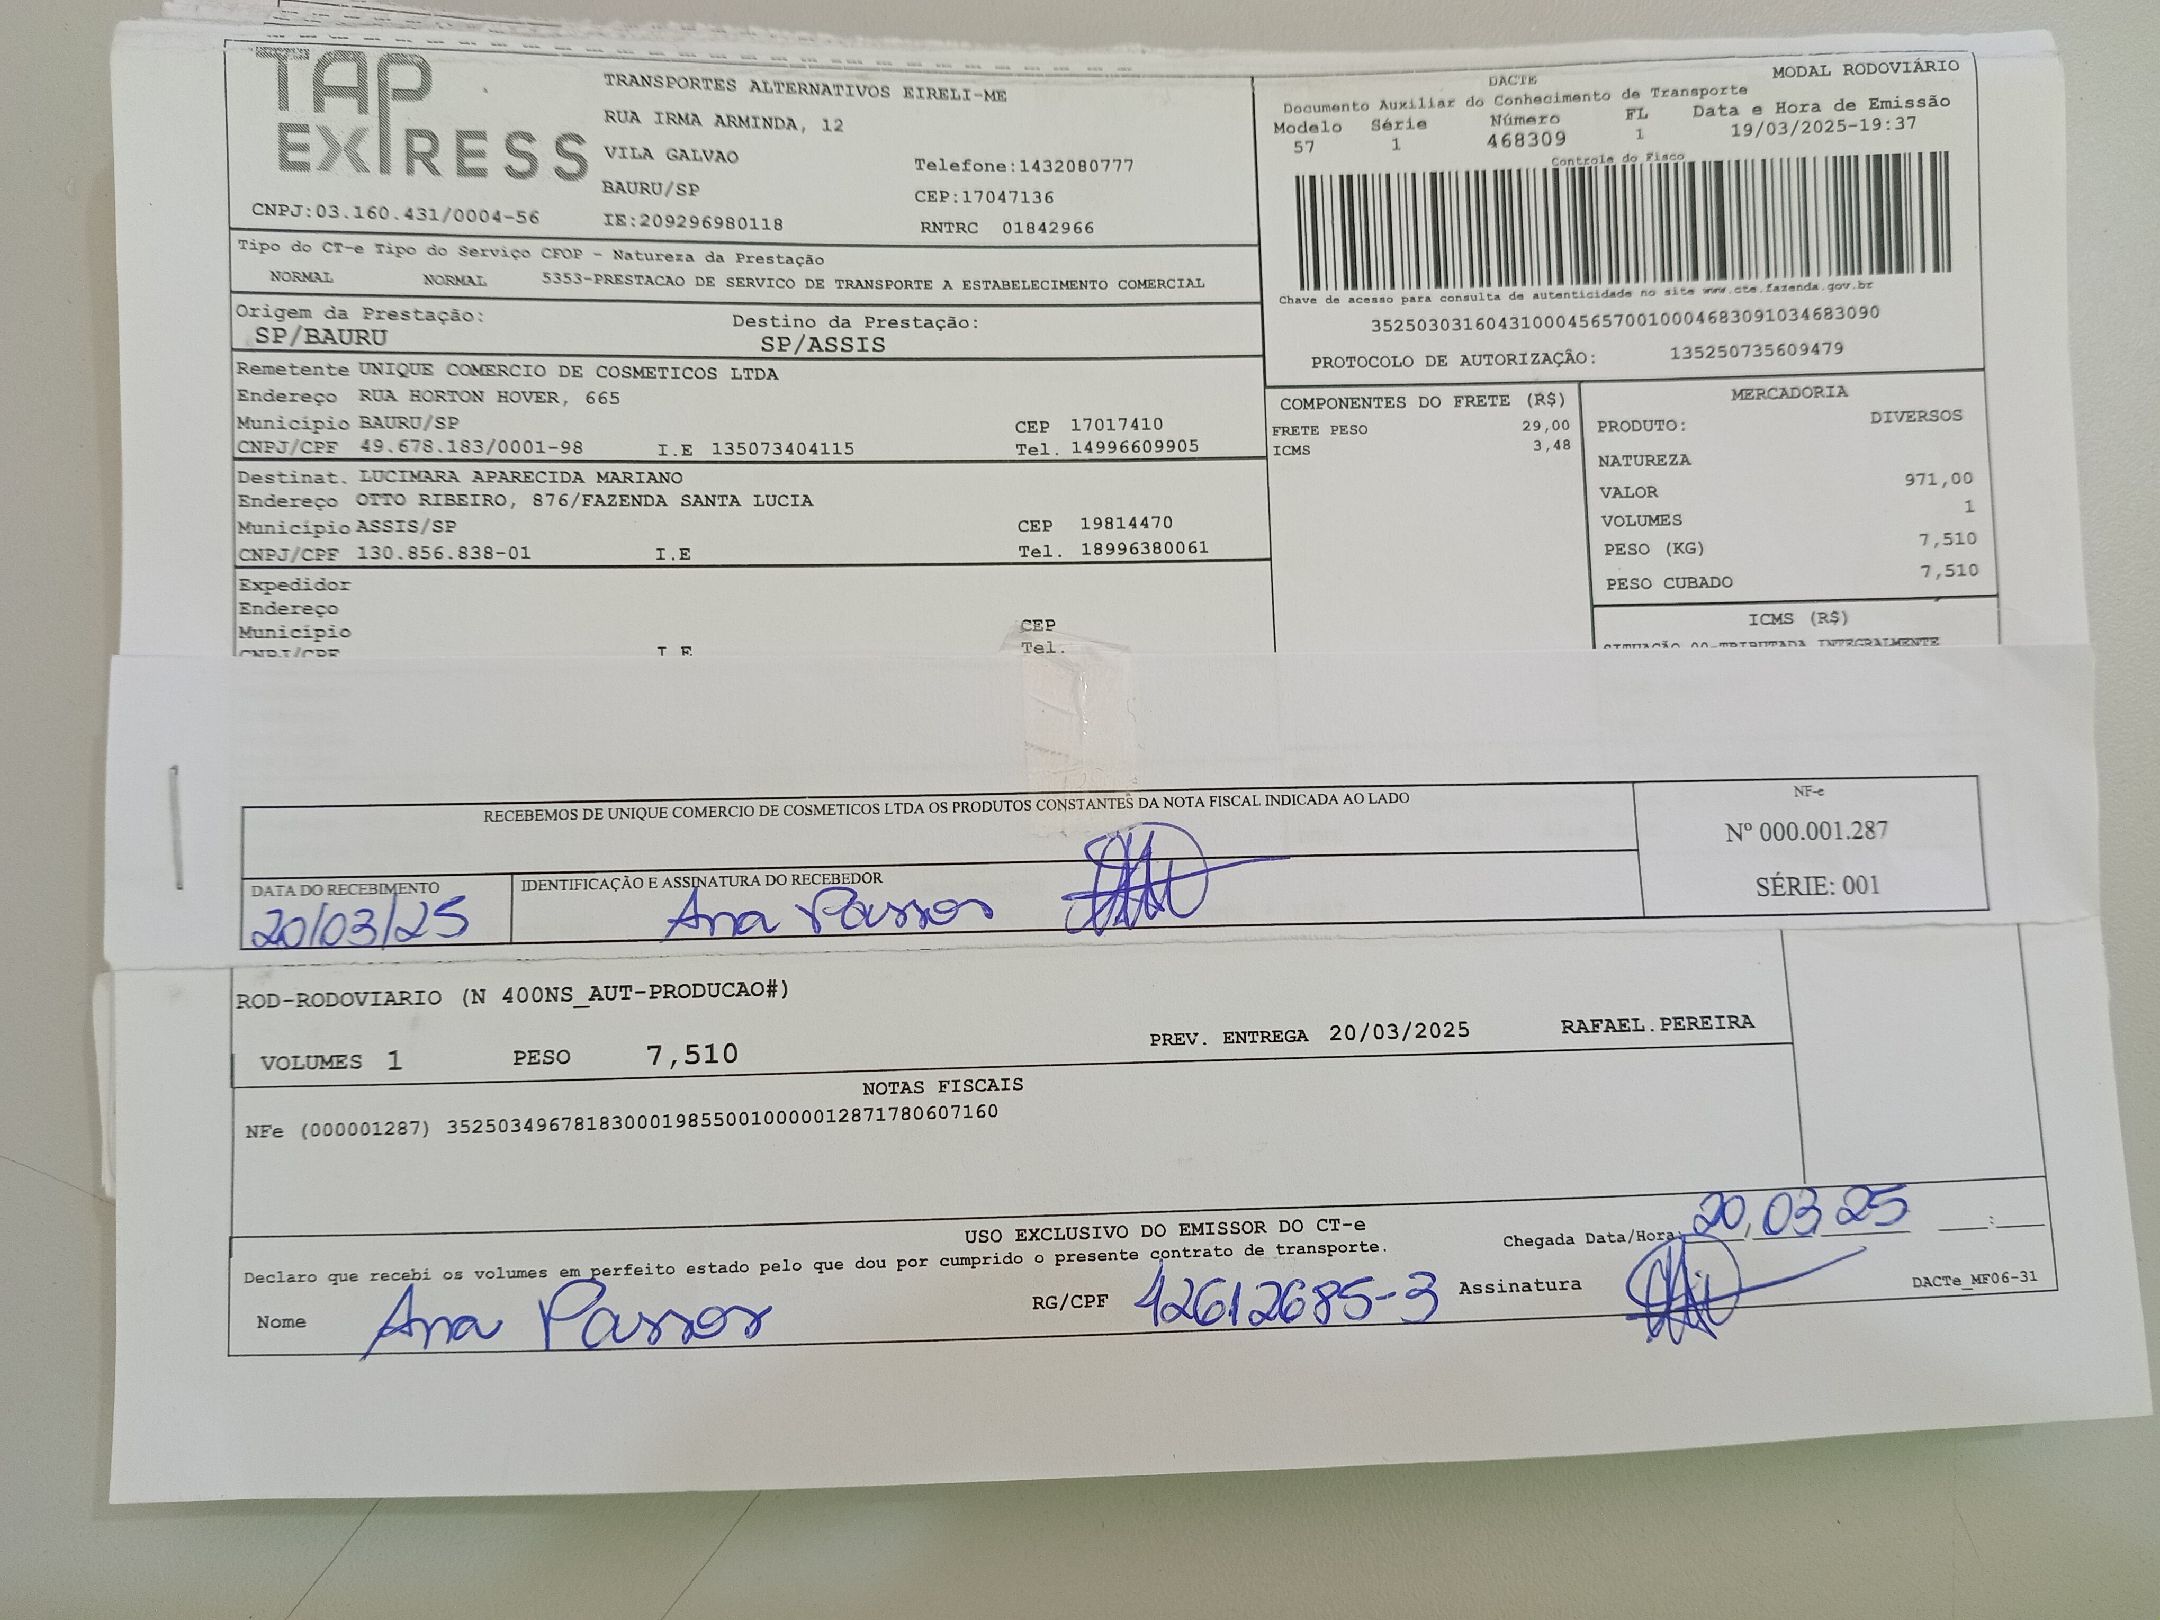 TAP EXPRESS
TRANSPORTES ALTERNATIVOS EIRELI-ME
RUA IRMA ARMINDA, 12
VILA GALVAO
Telefone:1432080777
BAURU/SP
CEP:17047136
CNPJ:03.160.431/0004-56
IE:209296980118
RNTRC 01842966
MODAL RODOVIÁRIO
DACTE
Documento Auxiliar do Conhecimento de Transporte
Modelo Série Número FL Data e Hora de Emissão
57 1 468309 1 19/03/2025-19:37
Controle do Fisco
Chave de acesso para consulta de autenticidade no site www.cte.fazenda.gov.br
35250303160431000456570010004683091034683090
PROTOCOLO DE AUTORIZAÇÃO: 135250735609479
Tipo do CT-e Tipo do Serviço CFOP - Natureza da Prestação
NORMAL NORMAL 5353-PRESTACAO DE SERVICO DE TRANSPORTE A ESTABELECIMENTO COMERCIAL
Origem da Prestação: Destino da Prestação:
SP/BAURU SP/ASSIS
Remetente UNIQUE COMERCIO DE COSMETICOS LTDA
Endereço RUA HORTON HOVER, 665
Município BAURU/SP CEP 17017410
CNPJ/CPF 49.678.183/0001-98 I.E 135073404115 Tel. 14996609905
Destinat. LUCIMARA APARECIDA MARIANO
Endereço OTTO RIBEIRO, 876/FAZENDA SANTA LUCIA
Município ASSIS/SP CEP 19814470
CNPJ/CPF 130.856.838-01 I.E Tel. 18996380061
Expedidor
Endereço
Município CEP
CNPJ/CPF I.E Tel.
COMPONENTES DO FRETE (R$)
FRETE PESO 29,00
ICMS 3,48
MERCADORIA
PRODUTO: DIVERSOS
NATUREZA
VALOR 971,00
VOLUMES 1
PESO (KG) 7,510
PESO CUBADO 7,510
ICMS (R$)
SITUAÇÃO 00-TRIBUTADA INTEGRALMENTE
RECEBEMOS DE UNIQUE COMERCIO DE COSMETICOS LTDA OS PRODUTOS CONSTANTES DA NOTA FISCAL INDICADA AO LADO
NF-e
Nº 000.001.287
SÉRIE: 001
DATA DO RECEBIMENTO IDENTIFICAÇÃO E ASSINATURA DO RECEBEDOR
20/03/25 Ana Passos
ROD-RODOVIARIO (N 400NS_AUT-PRODUCAO#)
VOLUMES 1 PESO 7,510 PREV. ENTREGA 20/03/2025 RAFAEL.PEREIRA
NOTAS FISCAIS
NFe (000001287) 35250349678183000198550010000012871780607160
USO EXCLUSIVO DO EMISSOR DO CT-e
Chegada Data/Hora: 20,03 25 ___:___
Declaro que recebi os volumes em perfeito estado pelo que dou por cumprido o presente contrato de transporte.
Nome Ana Passos RG/CPF 42612685-3 Assinatura
DACTe_MF06-31